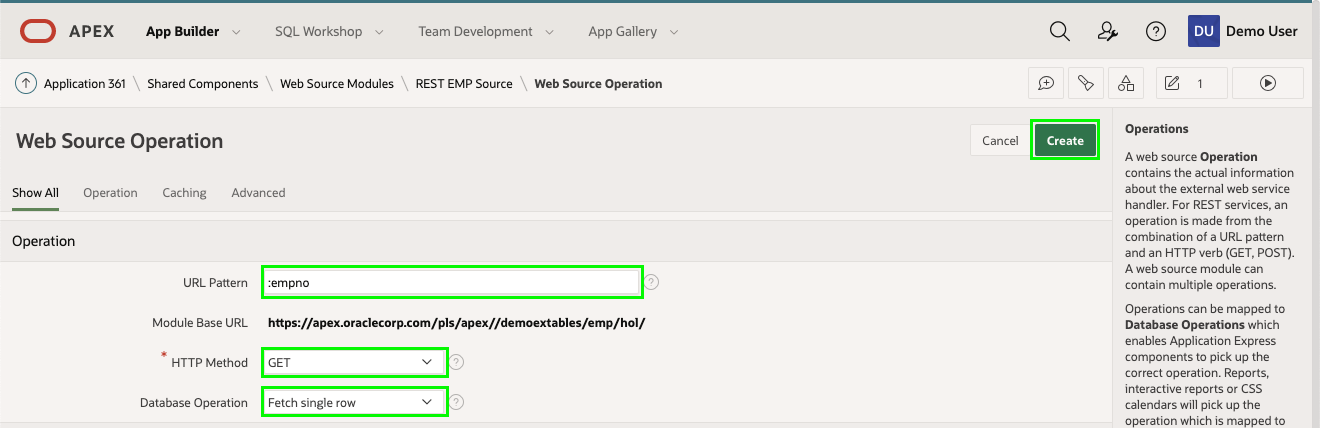 APEX App Builder SQL Workshop Team Development App Gallery DU Demo User
Application 361 \ Shared Components \ Web Source Modules \ REST EMP Source \ Web Source Operation 1
Web Source Operation
Cancel Create
Show All Operation Caching Advanced
Operation
URL Pattern :empno
Module Base URL https://apex.oraclecorp.com/pls/apex//demoextables/emp/hol/
* HTTP Method GET
Database Operation Fetch single row
Operations
A web source Operation
contains the actual information
about the external web service
handler. For REST services, an
operation is made from the
combination of a URL pattern
and an HTTP verb (GET, POST).
A web source module can
contain multiple operations.
Operations can be mapped to
Database Operations which
enables Application Express
components to pick up the
correct operation. Reports,
interactive reports or CSS
calendars will pick up the
operation which is mapped to